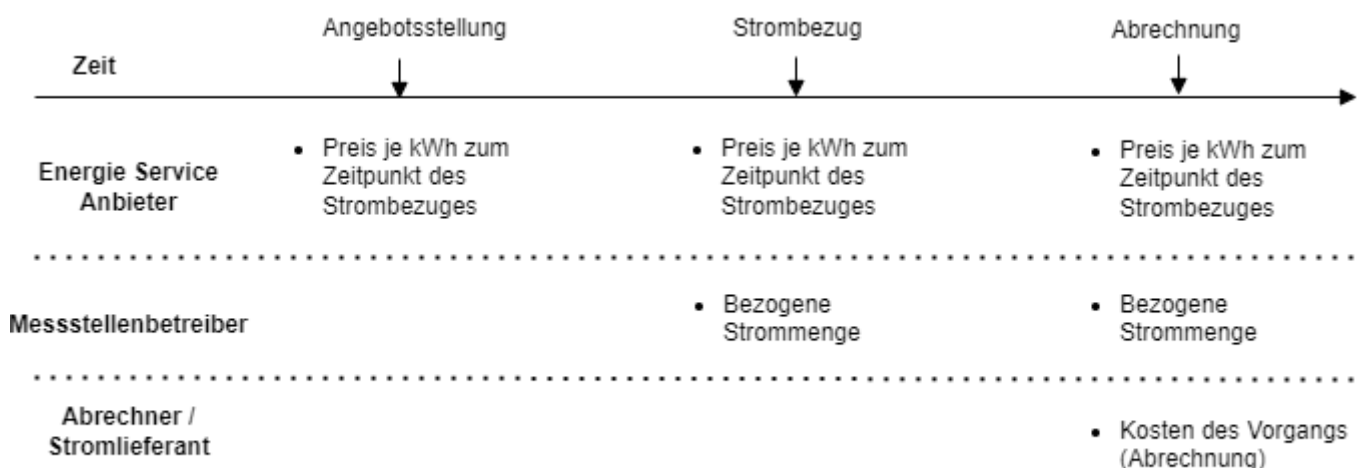 Angebotsstellung
Strombezug
Abrechnung
Zeit
Energie Service
Anbieter
• Preis je kWh zum
Zeitpunkt des
Strombezuges
• Preis je kWh zum
Zeitpunkt des
Strombezuges
• Preis je kWh zum
Zeitpunkt des
Strombezuges
Messstellenbetreiber
• Bezogene
Strommenge
• Bezogene
Strommenge
Abrechner /
Stromlieferant
• Kosten des Vorgangs
(Abrechnung)